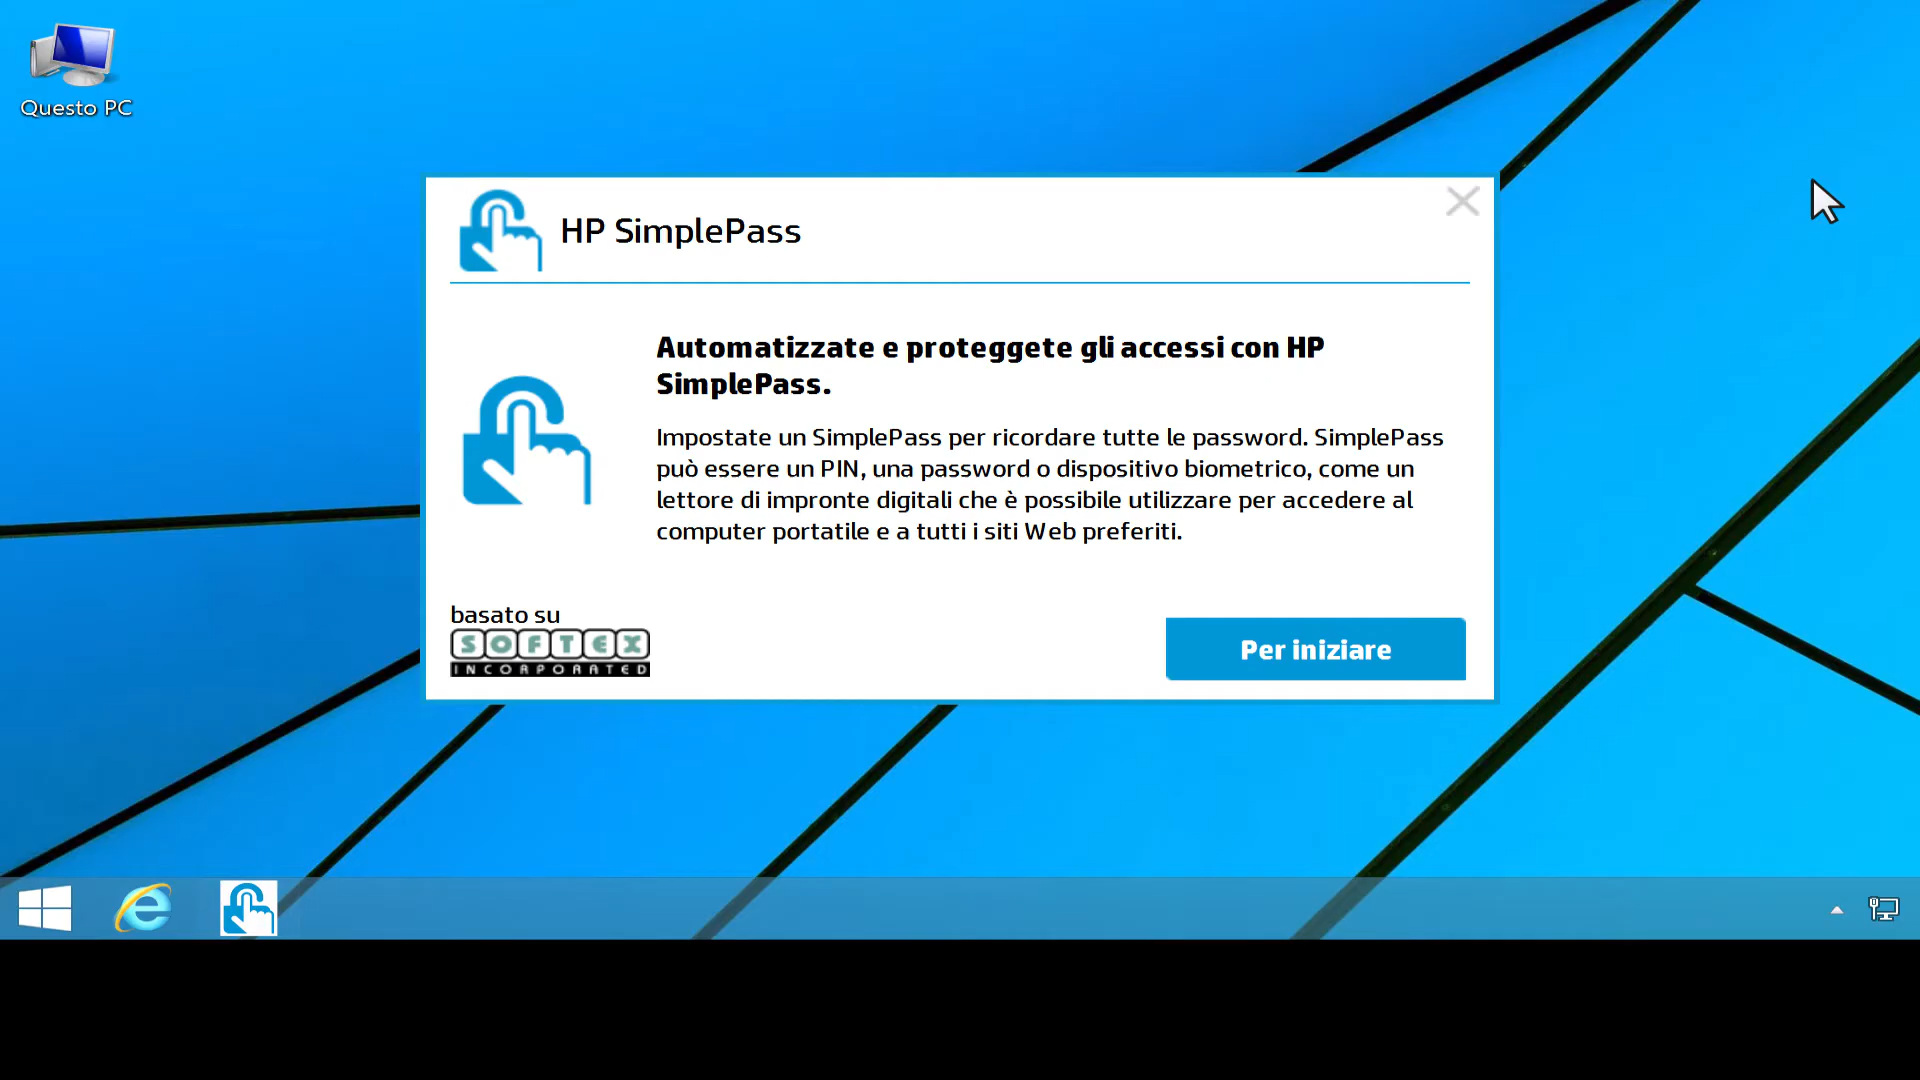 Questo PC
HP SimplePass
Automatizzate e proteggete gli accessi con HP
SimplePass.
Impostate un SimplePass per ricordare tutte le password. SimplePass
può essere un PIN, una password o dispositivo biometrico, come un
lettore di impronte digitali che è possibile utilizzare per accedere al
computer portatile e a tutti i siti Web preferiti.
basato su
SOFTEX
INCORPORATED
Per iniziare